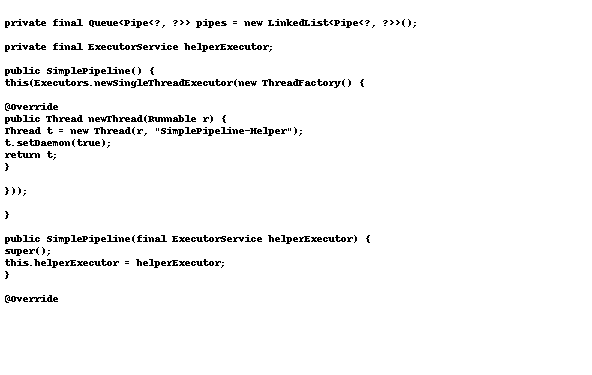 private final Queue<Pipe<?, ?>> pipes = new LinkedList<Pipe<?, ?>>();
private final ExecutorService helperExecutor;
public SimplePipeline() {
this(Executors.newSingleThreadExecutor(new ThreadFactory() {
@Override
public Thread newThread(Runnable r) {
Thread t = new Thread(r, "SimplePipeline-Helper");
t.setDaemon(true);
return t;
}
}));
}
public SimplePipeline(final ExecutorService helperExecutor) {
super();
this.helperExecutor = helperExecutor;
}
@Override